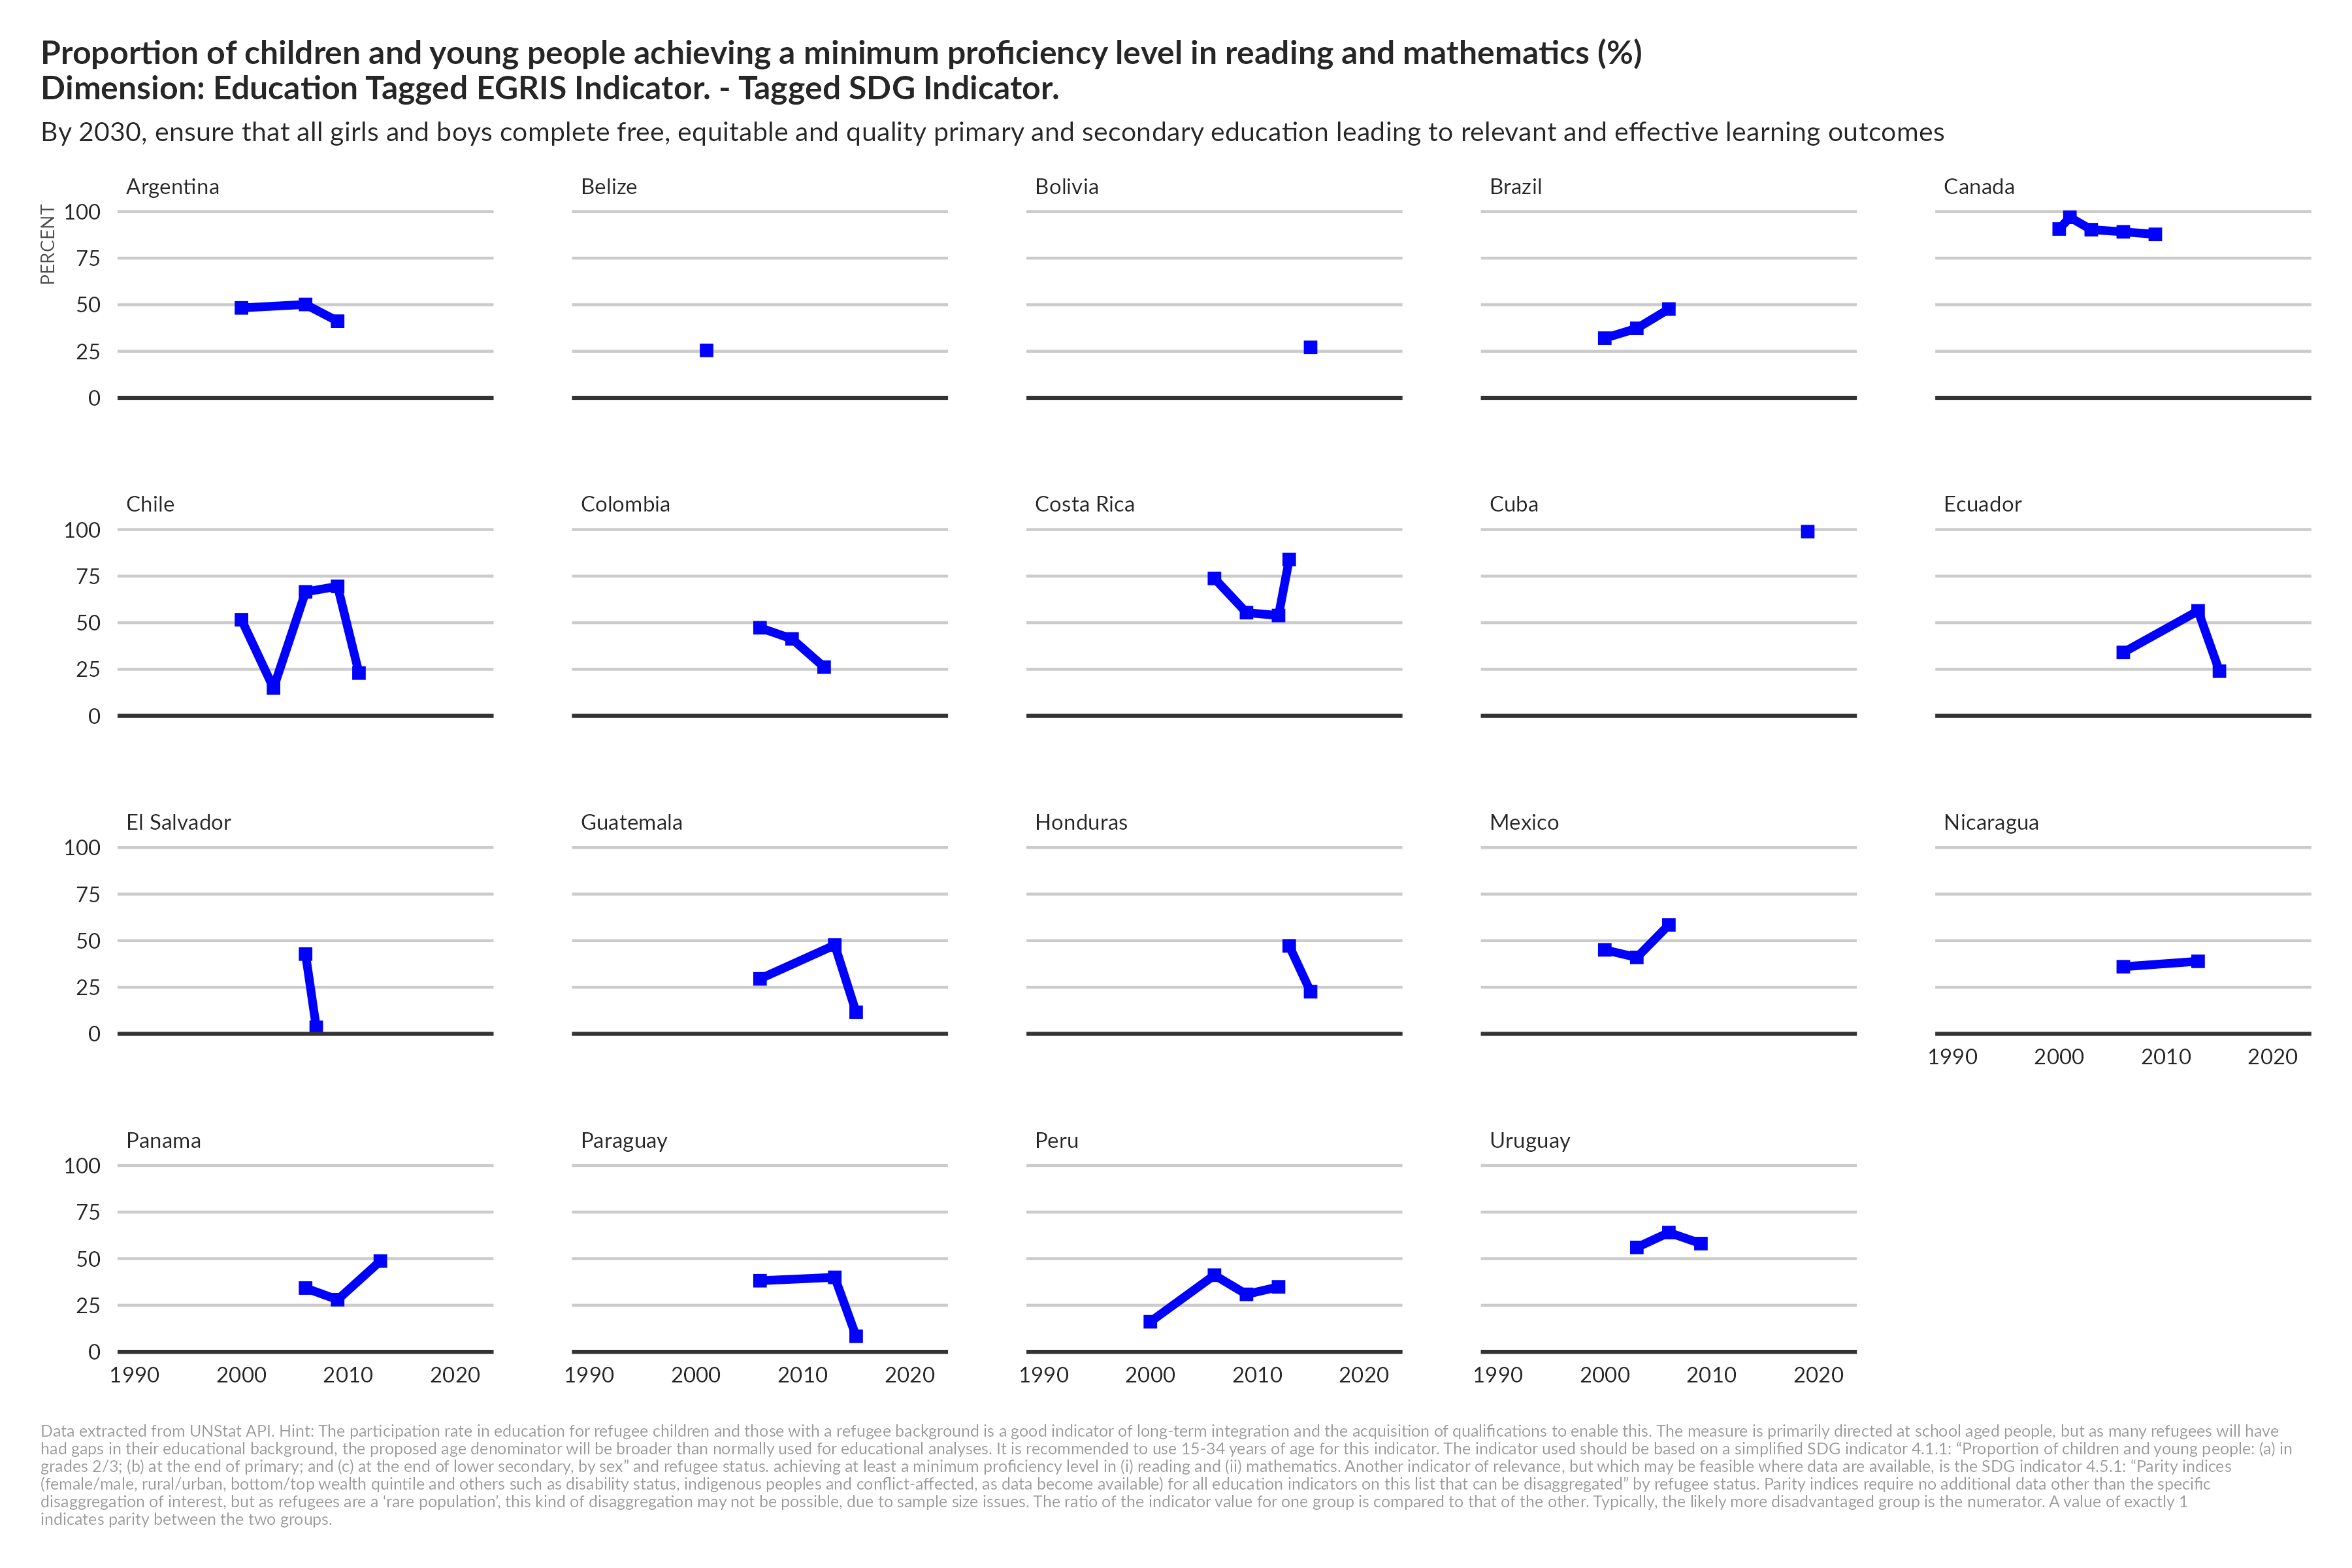 Proportion of children and young people achieving a minimum proficiency level in reading and mathematics (%)
Dimension: Education Tagged EGRIS Indicator. - Tagged SDG Indicator.
By 2030, ensure that all girls and boys complete free, equitable and quality primary and secondary education leading to relevant and effective learning outcomes
Argentina
Belize
Bolivia
Brazil
Canada
PERCENT
100
75
50
25
0
Chile
Colombia
Costa Rica
Cuba
Ecuador
100
75
50
25
0
El Salvador
Guatemala
Honduras
Mexico
Nicaragua
100
75
50
25
0
1990 2000 2010 2020
Panama
Paraguay
Peru
Uruguay
100
75
50
25
0
1990 2000 2010 2020
1990 2000 2010 2020
1990 2000 2010 2020
1990 2000 2010 2020
Data extracted from UNStat API. Hint: The participation rate in education for refugee children and those with a refugee background is a good indicator of long-term integration and the acquisition of qualifications to enable this. The measure is primarily directed at school aged people, but as many refugees will have
had gaps in their educational background, the proposed age denominator will be broader than normally used for educational analyses. It is recommended to use 15-34 years of age for this indicator. The indicator used should be based on a simplified SDG indicator 4.1.1: “Proportion of children and young people: (a) in
grades 2/3; (b) at the end of primary; and (c) at the end of lower secondary, by sex” and refugee status. achieving at least a minimum proficiency level in (i) reading and (ii) mathematics. Another indicator of relevance, but which may be feasible where data are available, is the SDG indicator 4.5.1: “Parity indices
(female/male, rural/urban, bottom/top wealth quintile and others such as disability status, indigenous peoples and conflict-affected, as data become available) for all education indicators on this list that can be disaggregated” by refugee status. Parity indices require no additional data other than the specific
disaggregation of interest, but as refugees are a ‘rare population’, this kind of disaggregation may not be possible, due to sample size issues. The ratio of the indicator value for one group is compared to that of the other. Typically, the likely more disadvantaged group is the numerator. A value of exactly 1
indicates parity between the two groups.